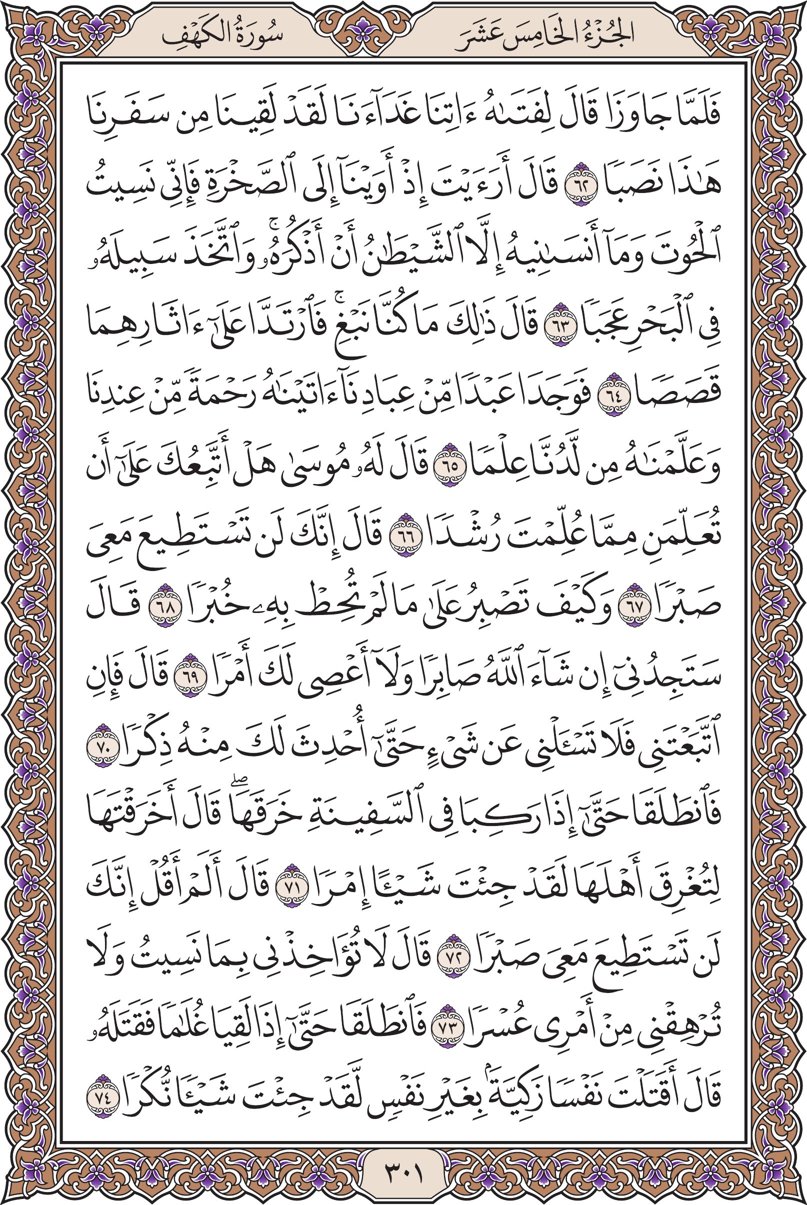 الجُزْءُ الخَامِسَ عَشَرَ
سُورَةُ الكَهْفِ
فَلَمَّا جَاوَزَا قَالَ لِفَتَىٰهُ ءَاتِنَا غَدَآءَنَا لَقَدْ لَقِينَا مِن سَفَرِنَا
هَٰذَا نَصَبًا ٦٢ قَالَ أَرَءَيْتَ إِذْ أَوَيْنَآ إِلَى ٱلصَّخْرَةِ فَإِنِّي نَسِيتُ
ٱلْحُوتَ وَمَآ أَنسَىٰنِيهُ إِلَّا ٱلشَّيْطَٰنُ أَنْ أَذْكُرَهُۥۚ وَٱتَّخَذَ سَبِيلَهُۥ
فِي ٱلْبَحْرِ عَجَبًا ٦٣ قَالَ ذَٰلِكَ مَا كُنَّا نَبْغِۚ فَٱرْتَدَّا عَلَىٰٓ ءَاثَارِهِمَا
قَصَصًا ٦٤ فَوَجَدَا عَبْدًا مِّنْ عِبَادِنَآ ءَاتَيْنَٰهُ رَحْمَةً مِّنْ عِندِنَا
وَعَلَّمْنَٰهُ مِن لَّدُنَّا عِلْمًا ٦٥ قَالَ لَهُۥ مُوسَىٰ هَلْ أَتَّبِعُكَ عَلَىٰٓ أَن
تُعَلِّمَنِ مِمَّا عُلِّمْتَ رُشْدًا ٦٦ قَالَ إِنَّكَ لَن تَسْتَطِيعَ مَعِيَ
صَبْرًا ٦٧ وَكَيْفَ تَصْبِرُ عَلَىٰ مَا لَمْ تُحِطْ بِهِۦ خُبْرًا ٦٨ قَالَ
سَتَجِدُنِيٓ إِن شَآءَ ٱللَّهُ صَابِرًا وَلَآ أَعْصِي لَكَ أَمْرًا ٦٩ قَالَ فَإِنِ
ٱتَّبَعْتَنِي فَلَا تَسْـَٔلْنِي عَن شَيْءٍ حَتَّىٰٓ أُحْدِثَ لَكَ مِنْهُ ذِكْرًا ٧٠
فَٱنطَلَقَا حَتَّىٰٓ إِذَا رَكِبَا فِي ٱلسَّفِينَةِ خَرَقَهَاۖ قَالَ أَخَرَقْتَهَا
لِتُغْرِقَ أَهْلَهَا لَقَدْ جِئْتَ شَيْـًٔا إِمْرًا ٧١ قَالَ أَلَمْ أَقُلْ إِنَّكَ
لَن تَسْتَطِيعَ مَعِيَ صَبْرًا ٧٢ قَالَ لَا تُؤَاخِذْنِي بِمَا نَسِيتُ وَلَا
تُرْهِقْنِي مِنْ أَمْرِي عُسْرًا ٧٣ فَٱنطَلَقَا حَتَّىٰٓ إِذَا لَقِيَا غُلَٰمًا فَقَتَلَهُۥ
قَالَ أَقَتَلْتَ نَفْسًا زَكِيَّةًۢ بِغَيْرِ نَفْسٍ لَّقَدْ جِئْتَ شَيْـًٔا نُّكْرًا ٧٤
٣٠١